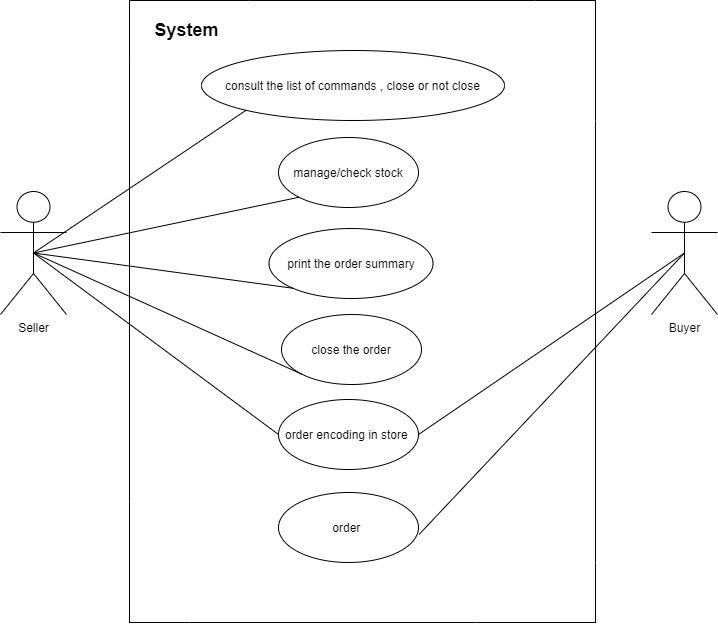 System
consult the list of commands , close or not close
manage/check stock
print the order summary
close the order
order encoding in store
order
Seller
Buyer